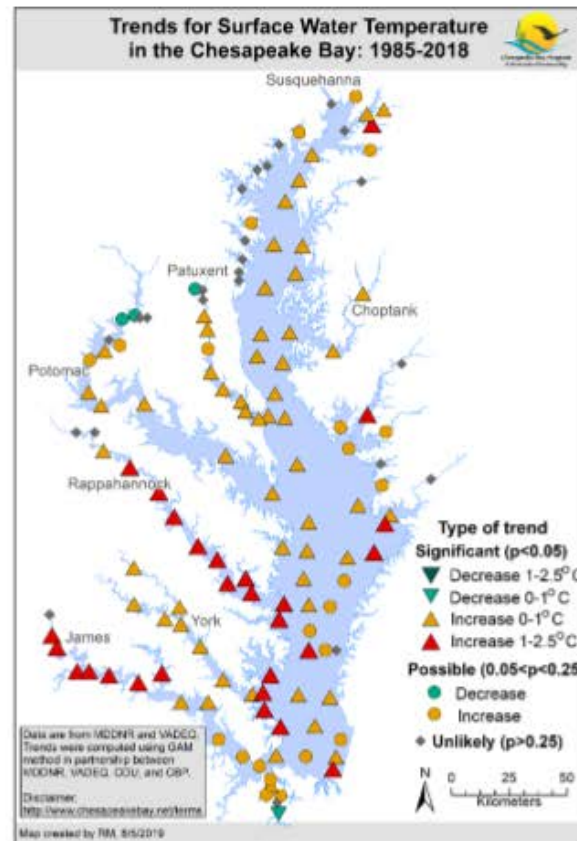 Trends for Surface Water Temperature
in the Chesapeake Bay: 1985-2018
Chesapeake Bay Program
Susquehanna
Patuxent
Choptank
Potomac
Rappahannock
York
James
Type of trend
Significant (p<0.05)
Decrease 1-2.5°C
Decrease 0-1°C
Increase 0-1°C
Increase 1-2.5°C
Possible (0.05<p<0.25
Decrease
Increase
Unlikely (p>0.25)
N
0 25 50
Kilometers
Data are from MDDNR and VADEQ.
Trends were computed using GAM
method in partnership between
MDDNR, VADEQ, ODU, and CBP.
Disclaimer:
http://www.chesapeakebay.net/terms
Map created by RM, 8/5/2019